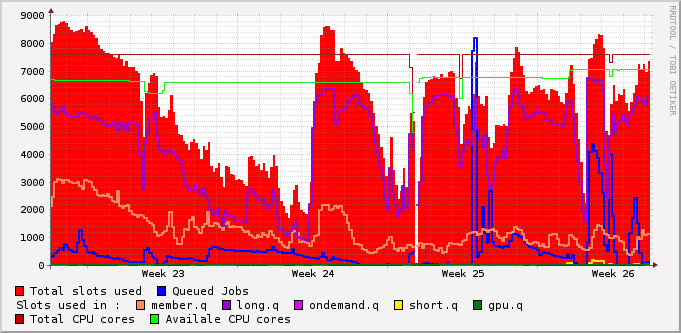 RRDTOOL / TOBI OETIKER
9000
8000
7000
6000
5000
4000
3000
2000
1000
0
Week 23 Week 24 Week 25 Week 26
Total slots used Queued Jobs
Slots used in : member.q long.q ondemand.q short.q gpu.q
Total CPU cores Availale CPU cores